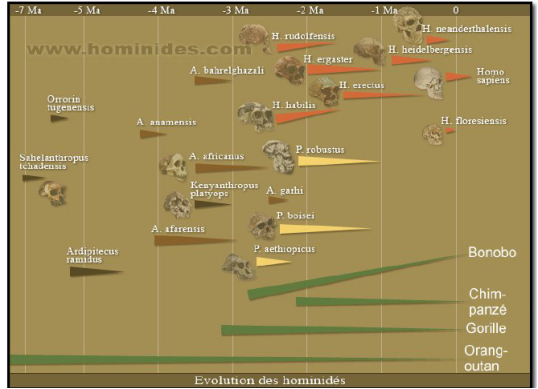 -7 Ma -6 Ma -5 Ma -4 Ma -3 Ma -2 Ma -1 Ma 0
www.hominides.com
H. neanderthalensis
H. rudolfensis
H. heidelbergensis
H. ergaster
A. bahrelghazali
Homo
sapiens
H. erectus
Orrorin
tugenensis
H. habilis
H. floresiensis
A. anamensis
P. robustus
Sahelanthropus
tchadensis
A. africanus
Kenyanthropus
platyops
A. garhi
P. boisei
A. afarensis
Ardipitecus
ramidus
P. aethiopicus
Bonobo
Chim-
panzé
Gorille
Orang-
outan
Evolution des hominidés